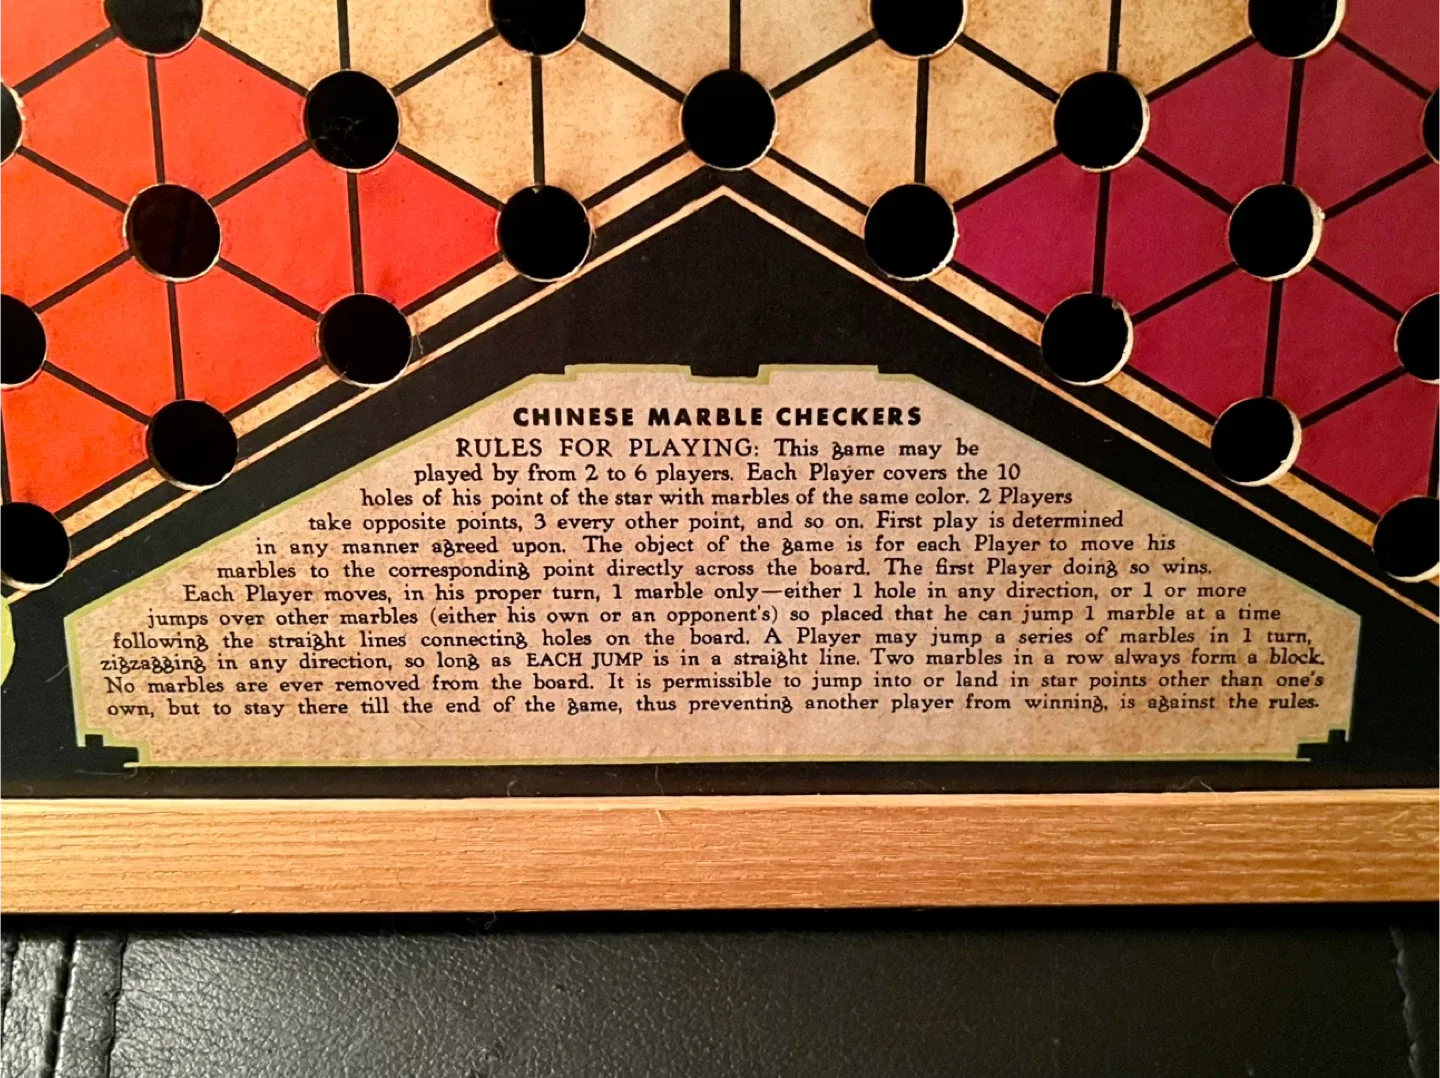 CHINESE MARBLE CHECKERS
RULES FOR PLAYING: This game may be
played by from 2 to 6 players. Each Player covers the 10
holes of his point of the star with marbles of the same color. 2 Players
take opposite points, 3 every other point, and so on. First play is determined
in any manner agreed upon. The object of the game is for each Player to move his
marbles to the corresponding point directly across the board. The first Player doing so wins.
Each Player moves, in his proper turn, 1 marble only—either 1 hole in any direction, or 1 or more
jumps over other marbles (either his own or an opponent's) so placed that he can jump 1 marble at a time
following the straight lines connecting holes on the board. A Player may jump a series of marbles in 1 turn,
zigzagging in any direction, so long as EACH JUMP is in a straight line. Two marbles in a row always form a block.
No marbles are ever removed from the board. It is permissible to jump into or land in star points other than one's
own, but to stay there till the end of the game, thus preventing another player from winning, is against the rules.